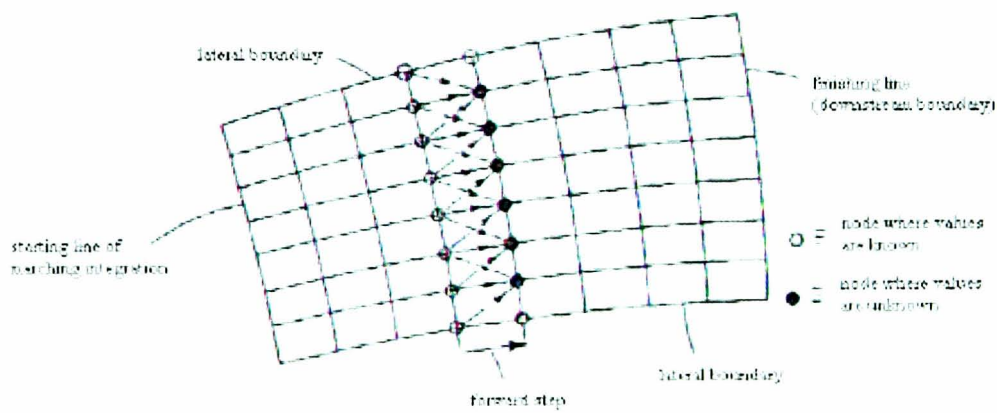 lateral boundary
finishing line
(downstream boundary)
starting line of
marching integration
= node where values
are known
= node where values
are unknown
lateral boundary
forward step